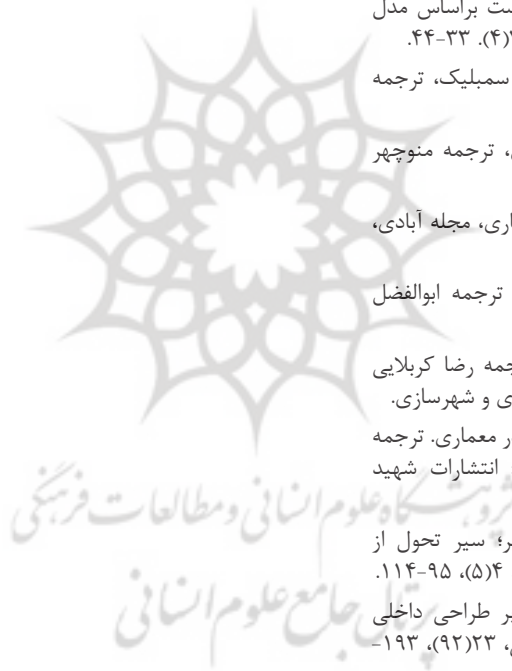 ست براساس مدل
(۴). ۳۳-۴۴.
سمبلیک، ترجمه
، ترجمه منوچهر
اری، مجله آبادی،
ترجمه ابوالفضل
جمه رضا کربلایی
ی و شهرسازی.
ر معماری. ترجمه
انتشارات شهید
پژوهشگاه علوم انسانی و مطالعات فرهنگی
ر؛ سیر تحول از
۴(۵)، ۹۵-۱۱۴.
پرتال جامع علوم انسانی
یر طراحی داخلی
، ۲۳(۹۲)، ۱۹۳-